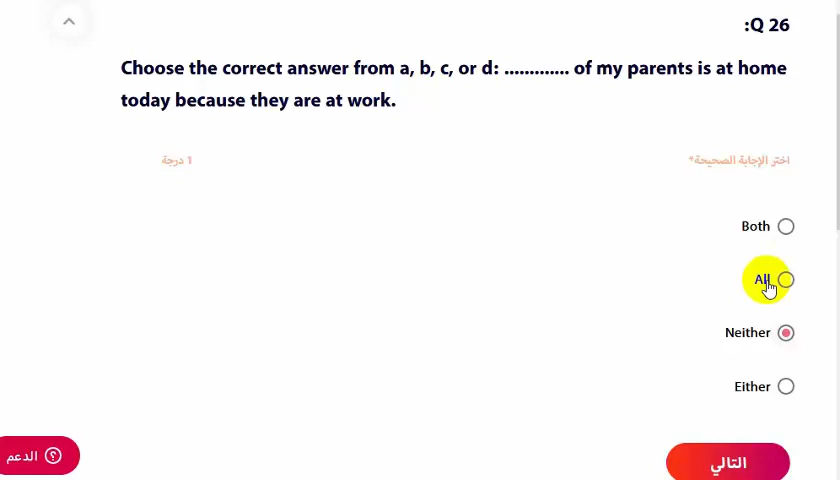 :Q 26
Choose the correct answer from a, b, c, or d: ............. of my parents is at home
today because they are at work.
اختر الإجابة الصحيحة*
1 درجة
Both
All
Neither
Either
التالي
الدعم